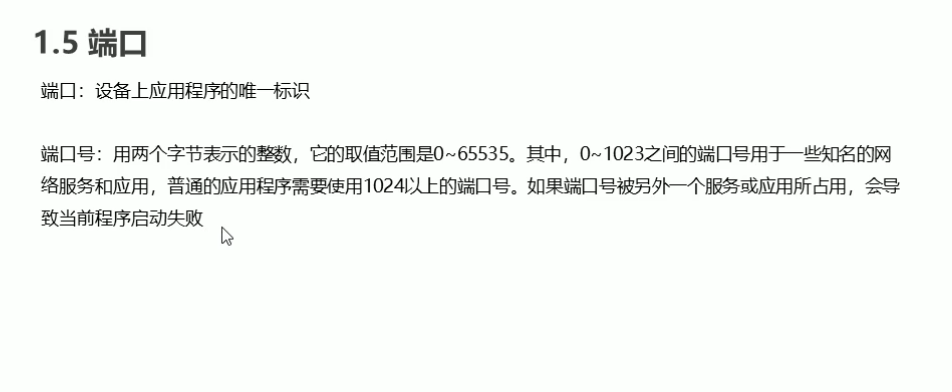 1.5 端口
端口：设备上应用程序的唯一标识
端口号：用两个字节表示的整数，它的取值范围是0~65535。其中，0~1023之间的端口号用于一些知名的网
络服务和应用，普通的应用程序需要使用1024以上的端口号。如果端口号被另外一个服务或应用所占用，会导
致当前程序启动失败